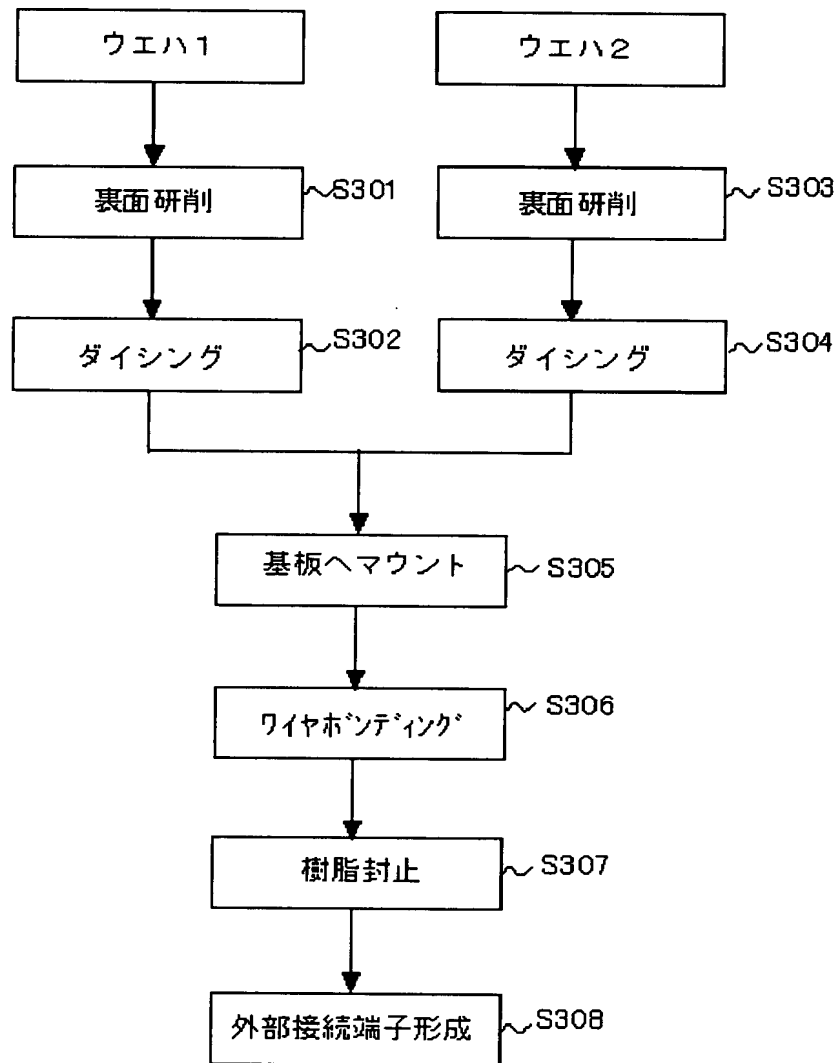 ウエハ１
ウエハ２
裏面研削
S301
裏面研削
S303
ダイシング
S302
ダイシング
S304
基板へマウント
S305
ﾜｲﾔﾎﾞﾝﾃﾞｨﾝｸﾞ
S306
樹脂封止
S307
外部接続端子形成
S308